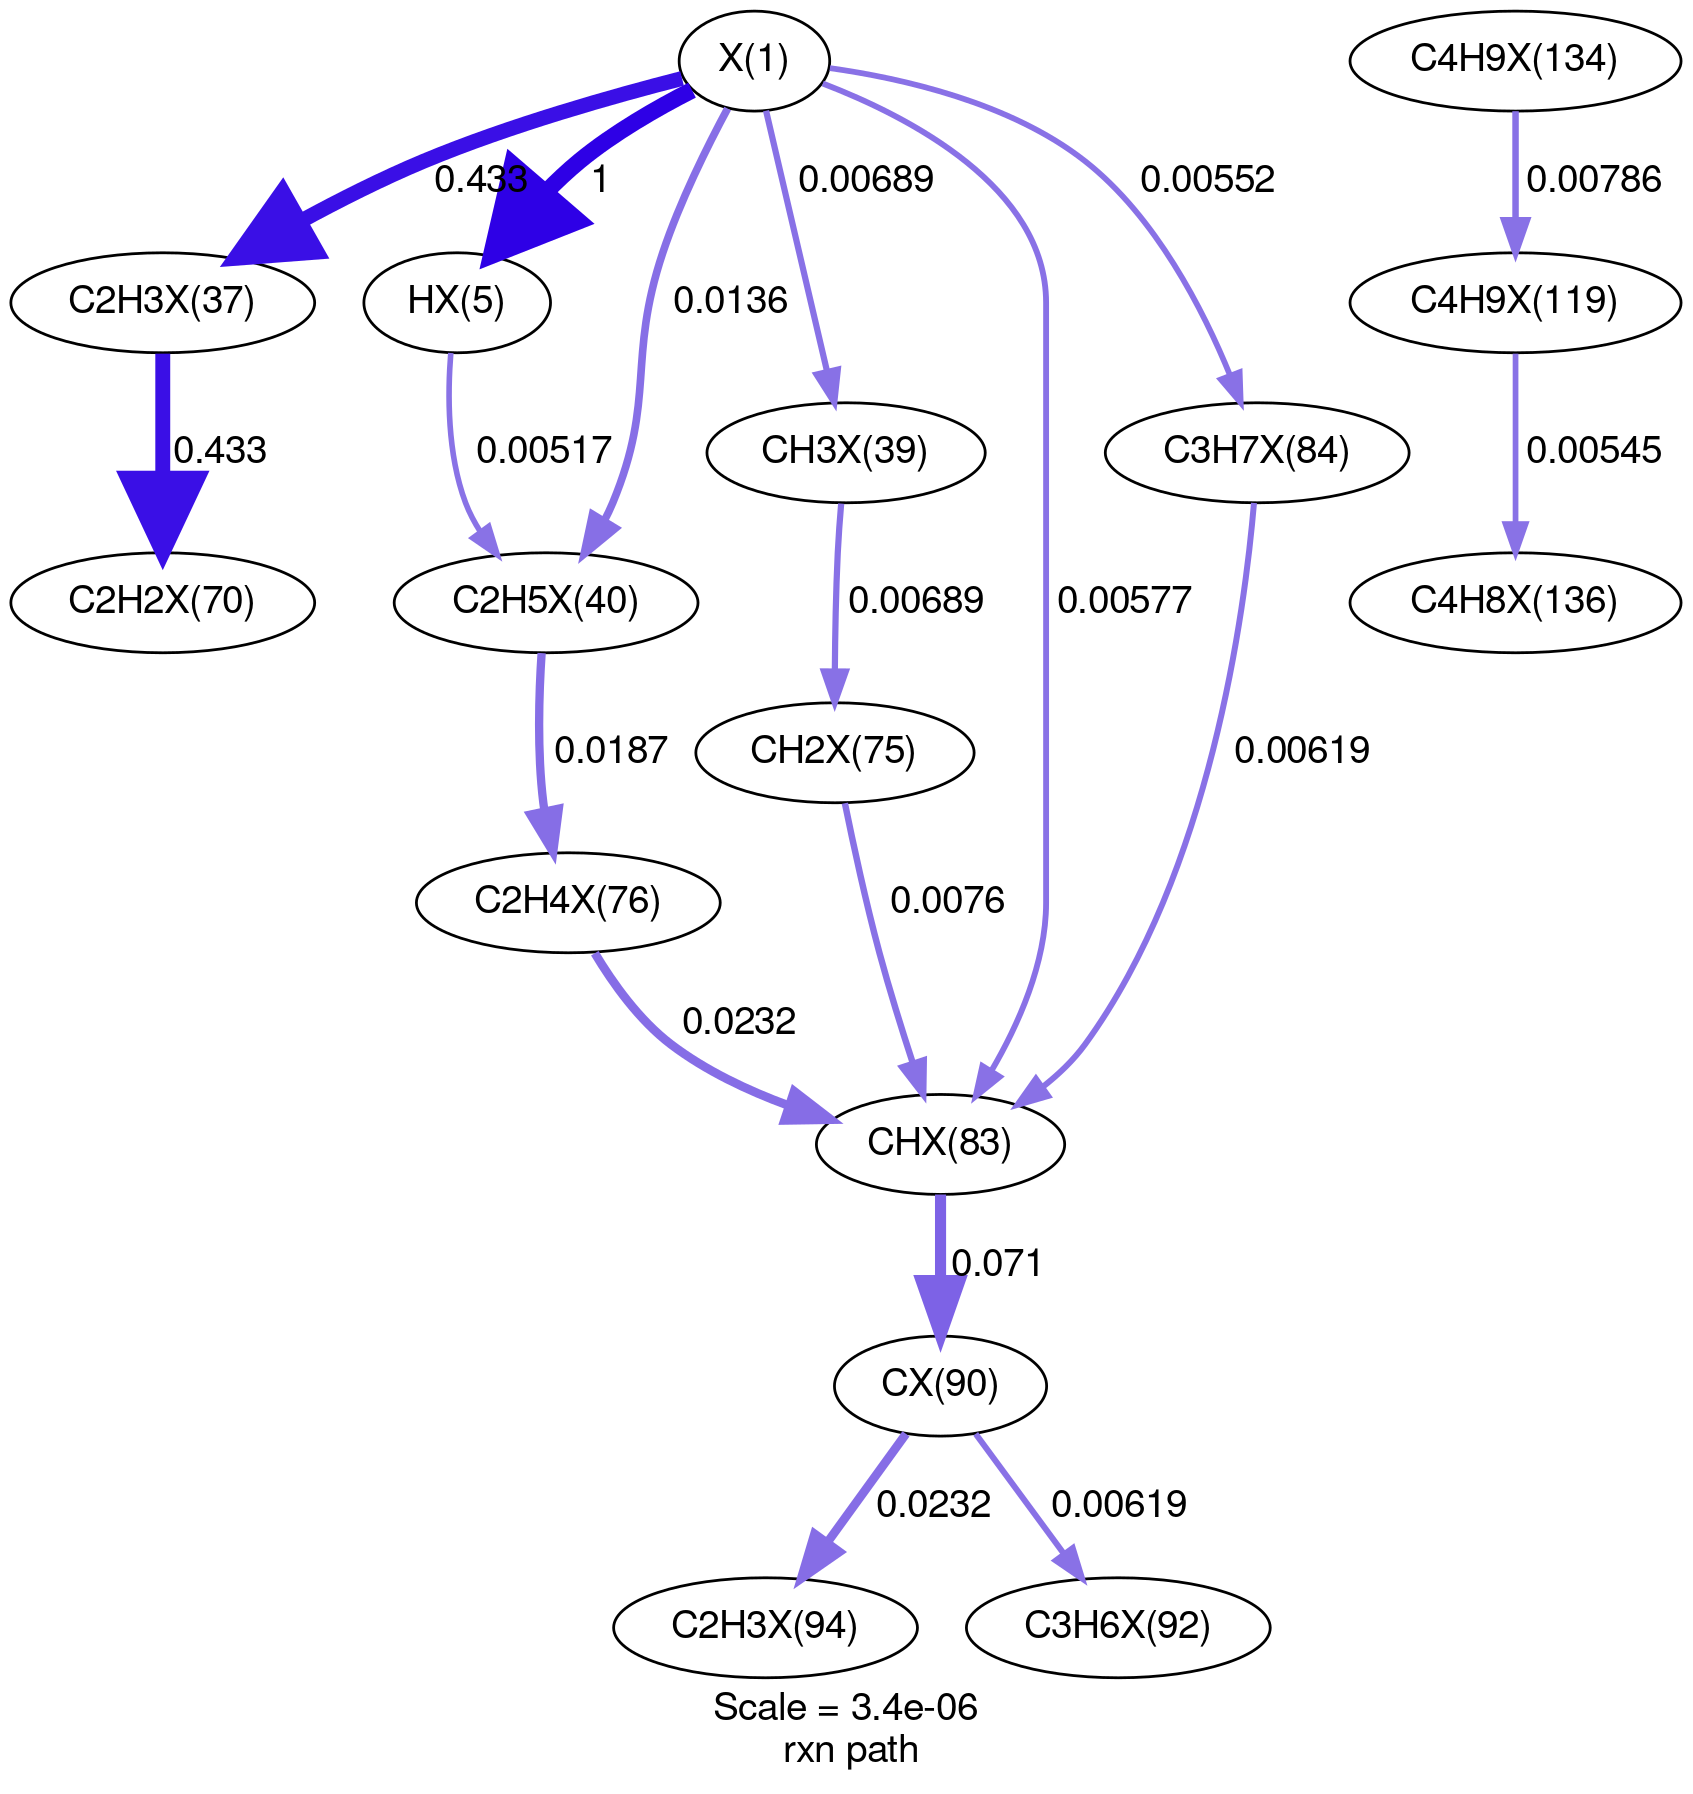 X(1)
C4H9X(134)
0.433
1
0.00689
0.00552
0.00786
C2H3X(37)
HX(5)
0.0136
C4H9X(119)
0.433
0.00517
CH3X(39)
C3H7X(84)
0.00545
C2H2X(70)
C2H5X(40)
0.00689
0.00577
C4H8X(136)
0.0187
CH2X(75)
0.00619
C2H4X(76)
0.0076
0.0232
CHX(83)
0.071
CX(90)
0.0232
0.00619
C2H3X(94)
C3H6X(92)
Scale = 3.4e-06
rxn path